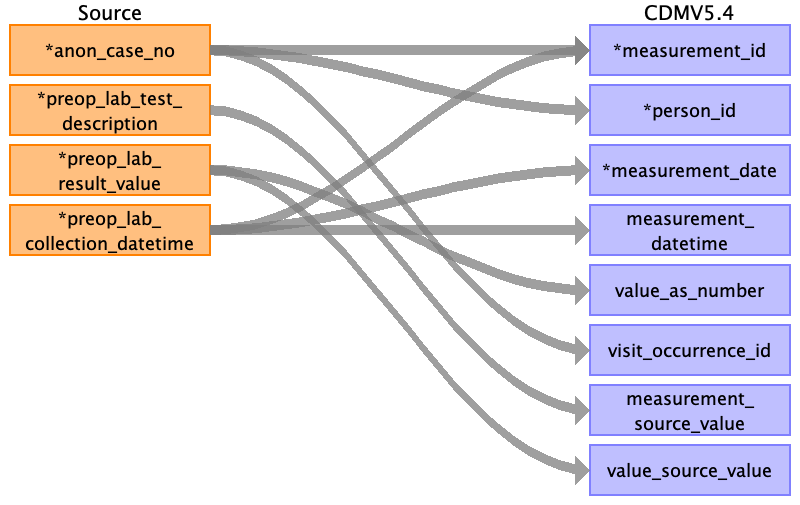 Source
CDMV5.4
*anon_case_no
*measurement_id
*preop_lab_test_
description
*person_id
*preop_lab_
result_value
*measurement_date
*preop_lab_
collection_datetime
measurement_
datetime
value_as_number
visit_occurrence_id
measurement_
source_value
value_source_value